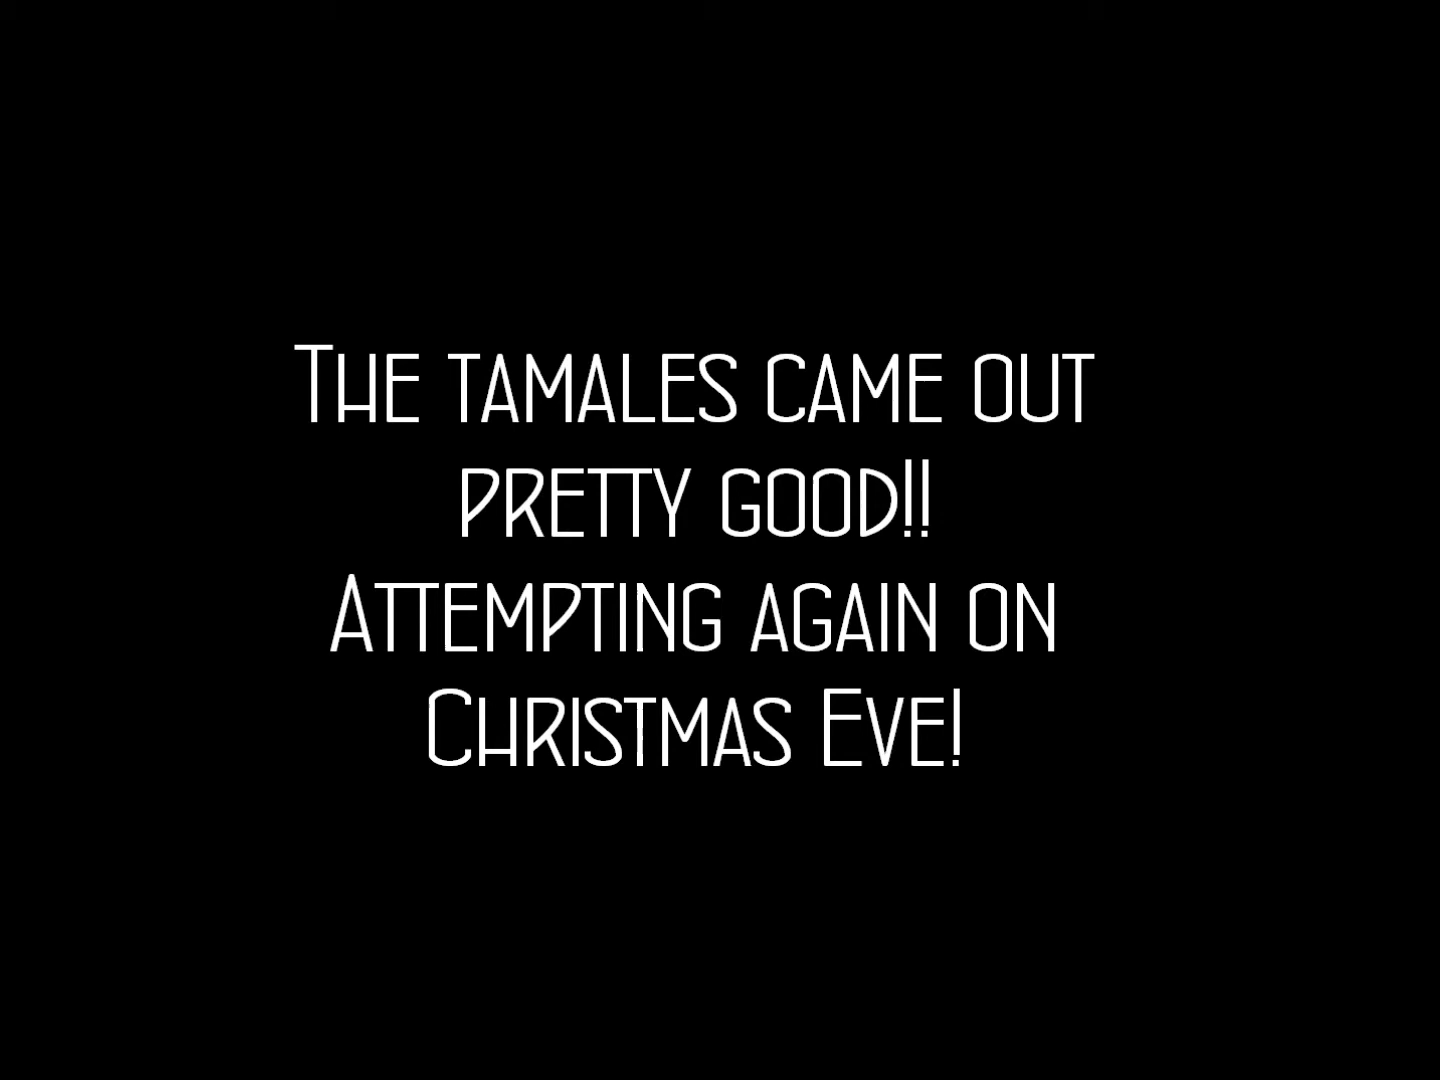 The tamales came out
pretty good!!
Attempting again on
Christmas Eve!